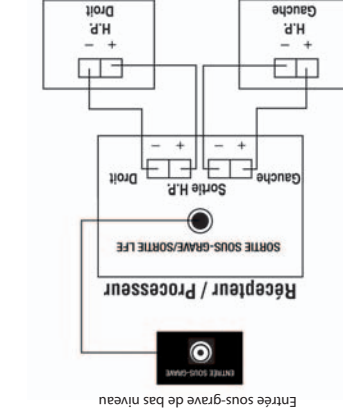 Entrée sous-grave de bas niveau
ENTRÉE SOUS-GRAVE
Récepteur / Processeur
SORTIE SOUS-GRAVE/SORTIE LFE
Gauche Sortie H.P. Droit
+ – + –
+ – + –
H.P. H.P.
Gauche Droit